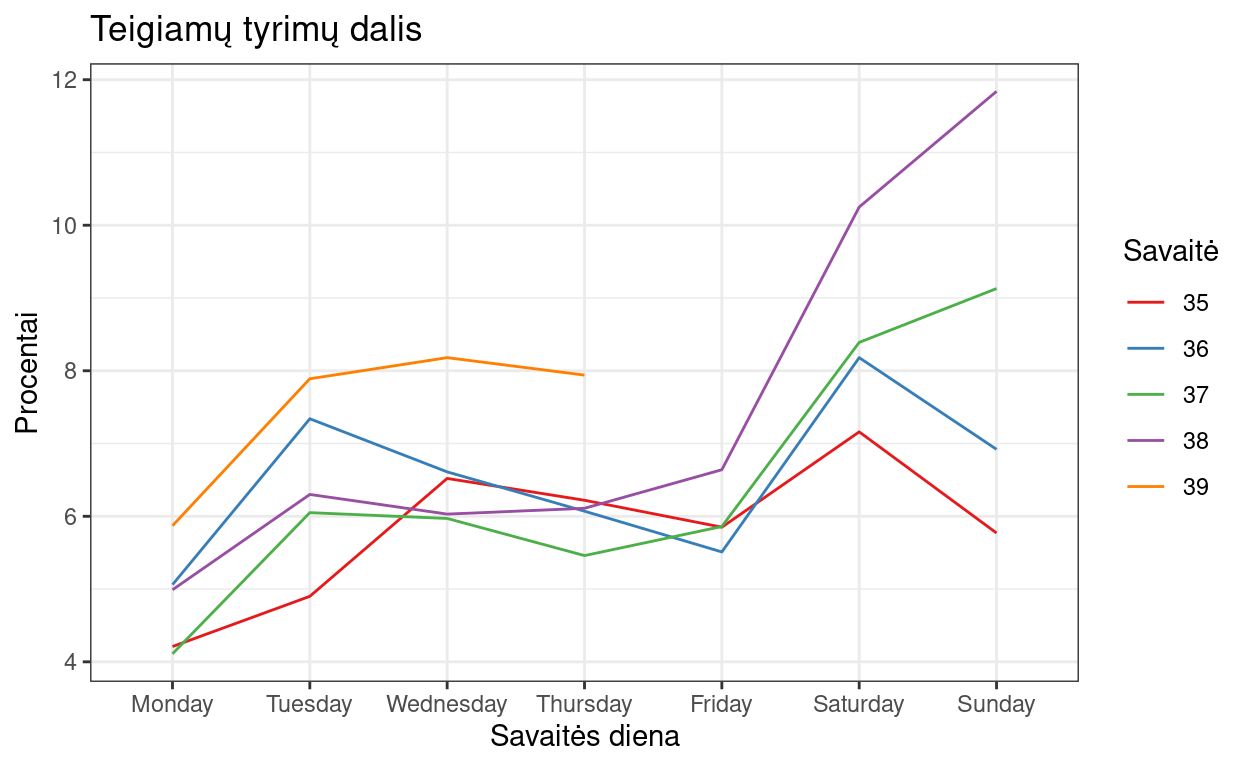 Teigiamų tyrimų dalis
12
10
8
6
4
Procentai
Monday
Tuesday
Wednesday
Thursday
Friday
Saturday
Sunday
Savaitės diena
Savaitė
35
36
37
38
39